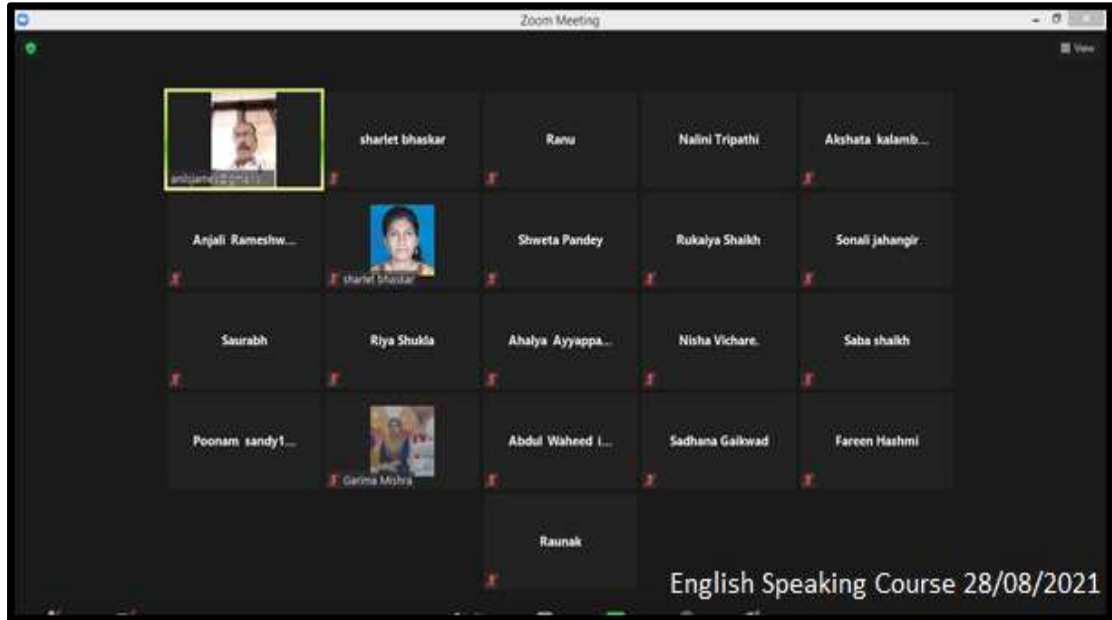 Zoom Meeting
View
sharlet bhaskar
Ranu
Nalini Tripathi
Akshata kalamb...
Anjali Rameshw...
sharlet bhaskar
Shweta Pandey
Rukaiya Shaikh
Sonali jahangir
Saurabh
Riya Shukla
Ahalya Ayyappa...
Nisha Vichare.
Saba shaikh
Poonam sandy1...
Garima Mishra
Abdul Waheed i...
Sadhana Gaikwad
Fareen Hashmi
Raunak
English Speaking Course 28/08/2021